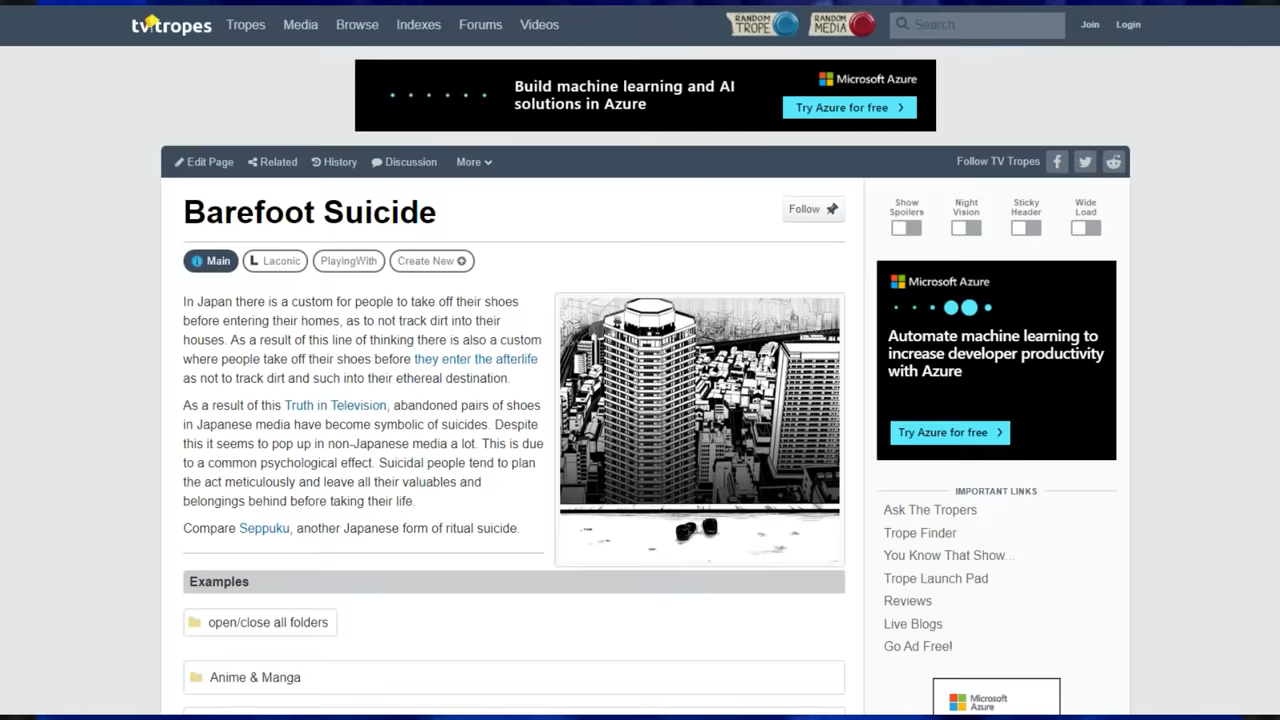 tvtropes Tropes Media Browse Indexes Forums Videos RANDOM TROPE RANDOM MEDIA Search Join Login
Build machine learning and AI
solutions in Azure
Microsoft Azure
Try Azure for free
Edit Page Related History Discussion More Follow TV Tropes
Barefoot Suicide
Follow
Main Laconic PlayingWith Create New
In Japan there is a custom for people to take off their shoes
before entering their homes, as to not track dirt into their
houses. As a result of this line of thinking there is also a custom
where people take off their shoes before they enter the afterlife
as not to track dirt and such into their ethereal destination.
As a result of this Truth in Television, abandoned pairs of shoes
in Japanese media have become symbolic of suicides. Despite
this it seems to pop up in non-Japanese media a lot. This is due
to a common psychological effect. Suicidal people tend to plan
the act meticulously and leave all their valuables and
belongings behind before taking their life.
Compare Seppuku, another Japanese form of ritual suicide.
Examples
open/close all folders
Anime & Manga
Show Spoilers Night Vision Sticky Header Wide Load
Microsoft Azure
Automate machine learning to
increase developer productivity
with Azure
Try Azure for free
IMPORTANT LINKS
Ask The Tropers
Trope Finder
You Know That Show...
Trope Launch Pad
Reviews
Live Blogs
Go Ad Free!
Microsoft
Azure